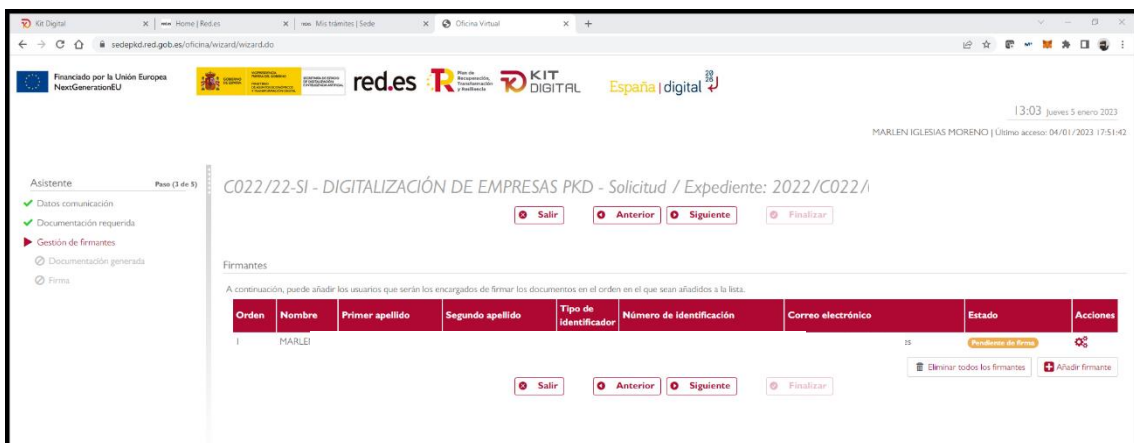 Kit Digital
Home | Red.es
Mis trámites | Sede
Oficina Virtual
sedepkd.red.gob.es/oficina/wizard/wizard.do
Financiado por la Unión Europea
NextGenerationEU
red.es
Plan de Recuperación, Transformación y Resiliencia
KIT DIGITAL
España | digital
13:03 Jueves 5 enero 2023
MARLEN IGLESIAS MORENO | Último acceso: 04/01/2023 17:51:42
Asistente Paso (3 de 5)
Datos comunicación
Documentación requerida
Gestión de firmantes
Documentación generada
Firma
C022/22-SI - DIGITALIZACIÓN DE EMPRESAS PKD - Solicitud / Expediente: 2022/C022/
Salir Anterior Siguiente Finalizar
Firmantes
A continuación, puede añadir los usuarios que serán los encargados de firmar los documentos en el orden en el que sean añadidos a la lista.
Orden Nombre Primer apellido Segundo apellido Tipo de identificador Número de identificación Correo electrónico Estado Acciones
1 MARLE es Pendiente de firma
Eliminar todos los firmantes Añadir firmante
Salir Anterior Siguiente Finalizar